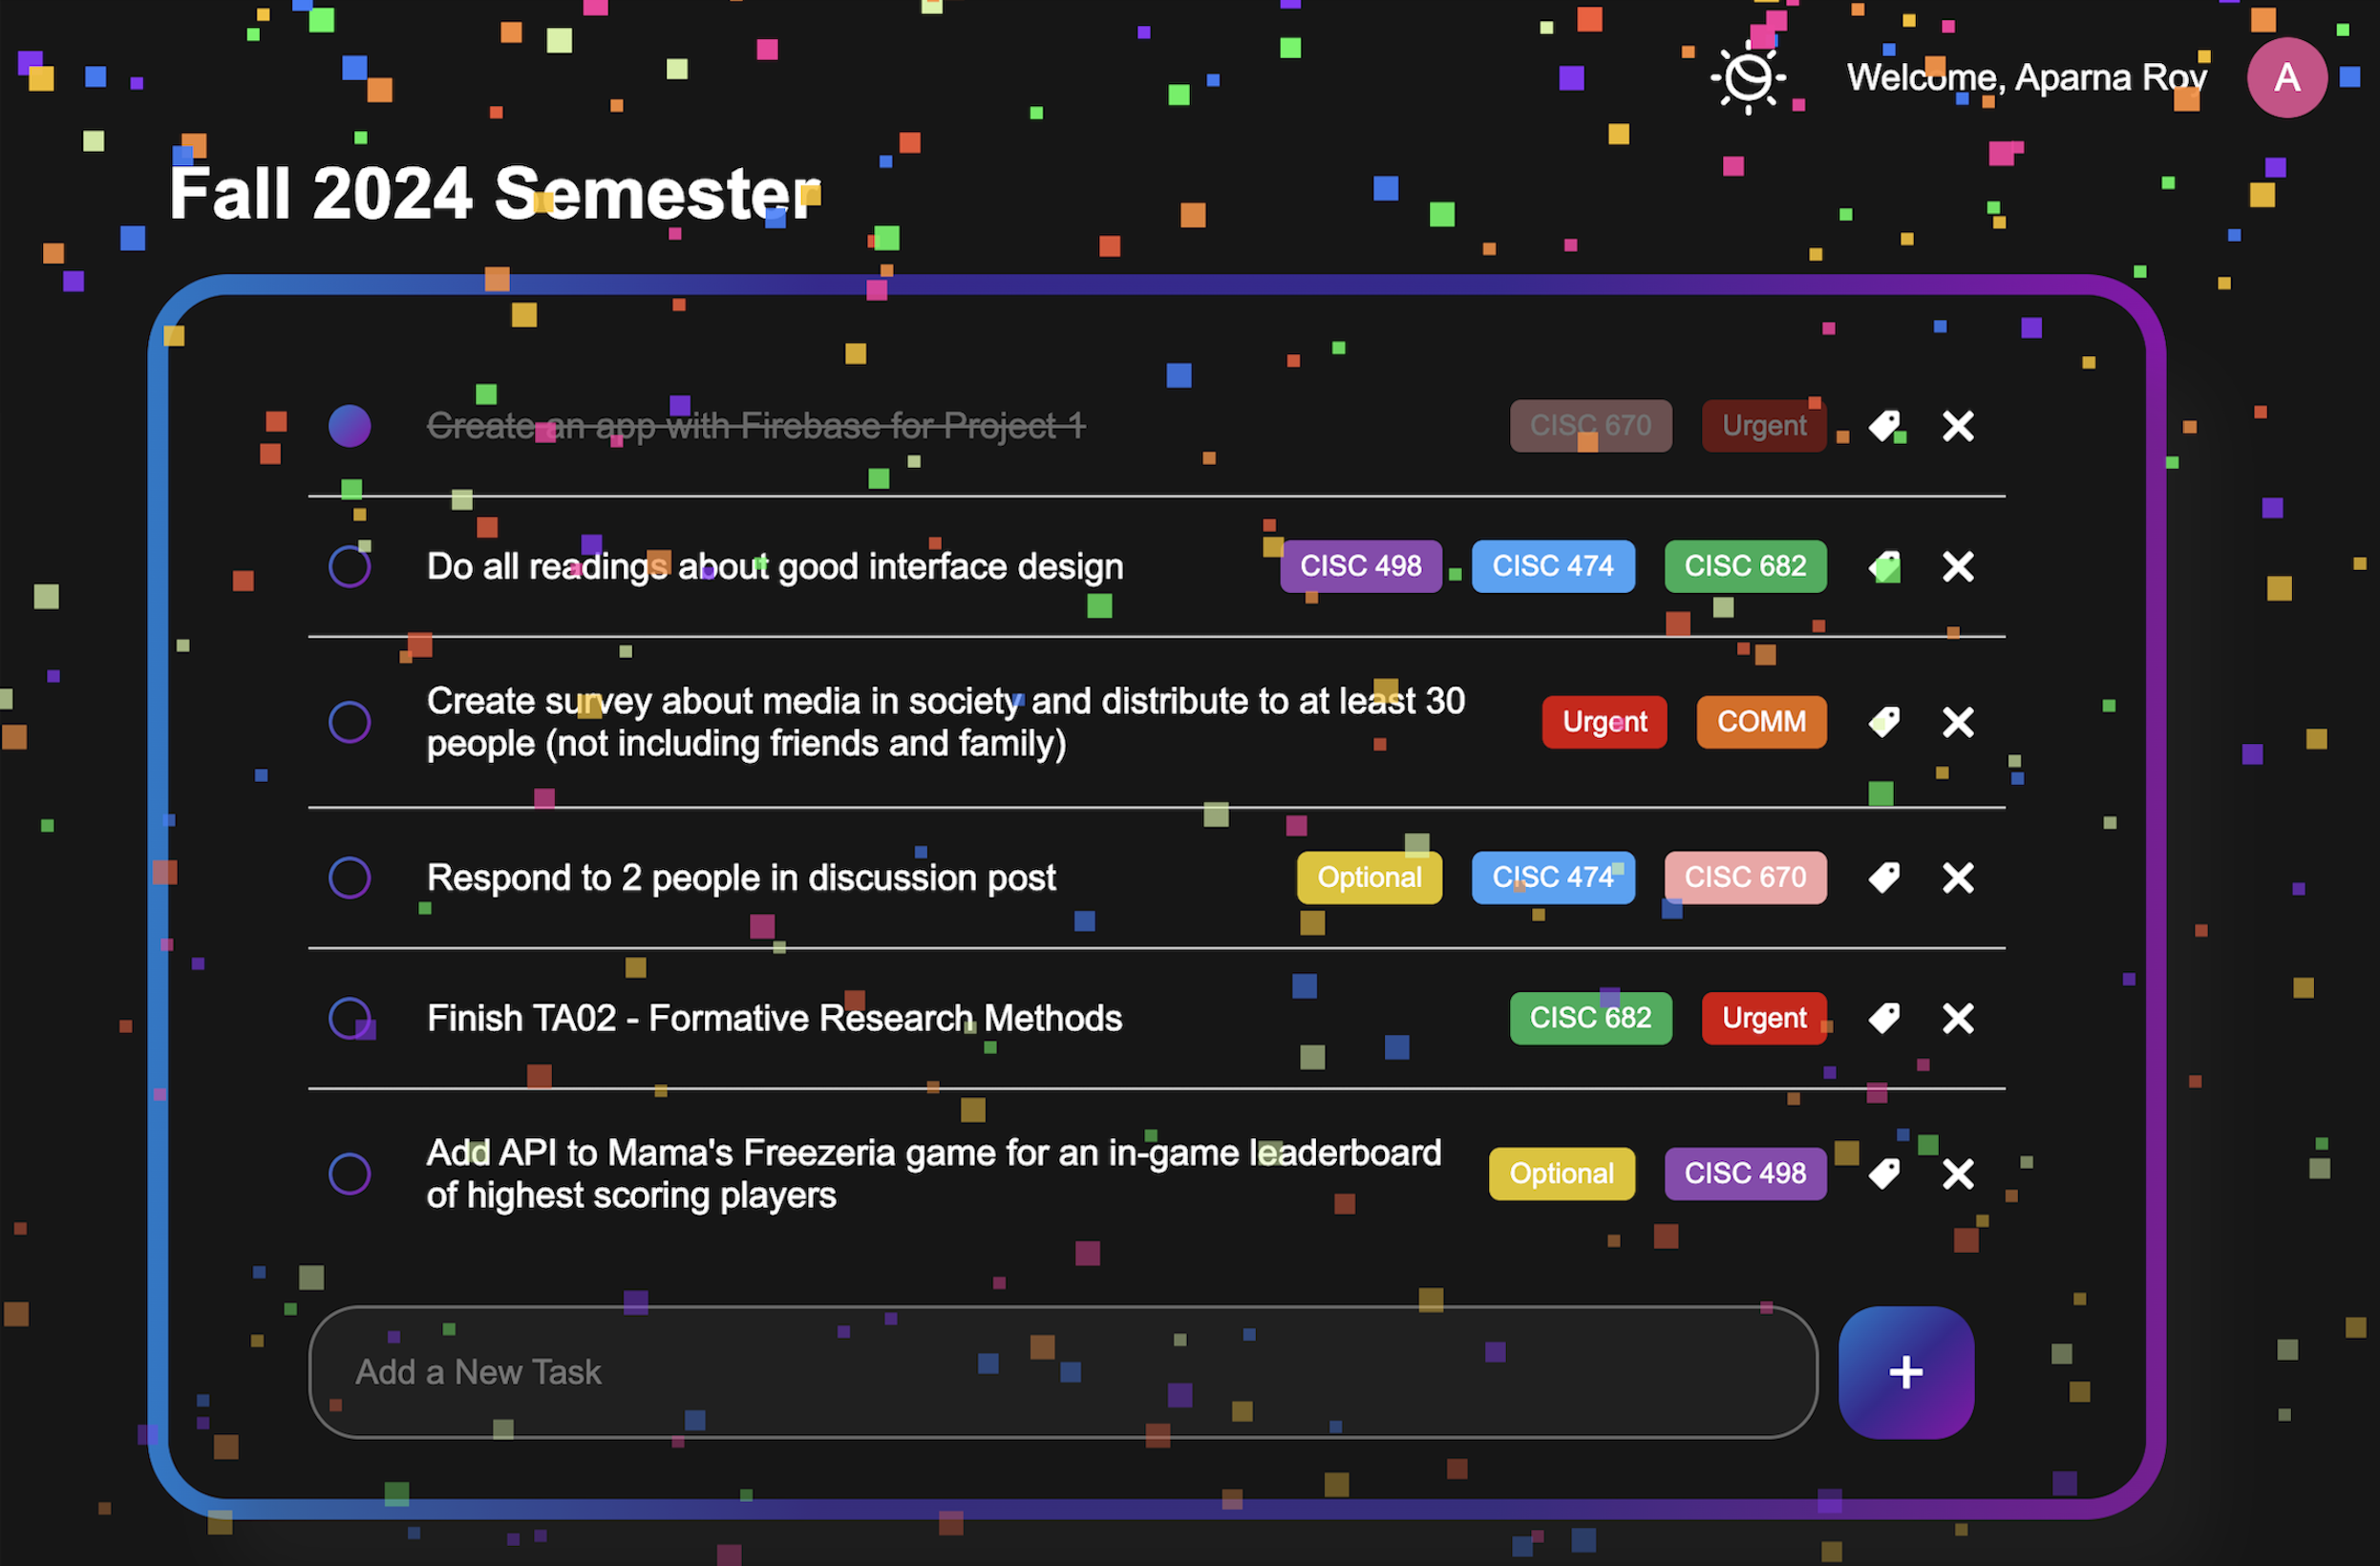 Welcome, Aparna Roy
A
Fall 2024 Semester
Create an app with Firebase for Project 1
CISC 670
Urgent
Do all readings about good interface design
CISC 498
CISC 474
CISC 682
Create survey about media in society and distribute to at least 30
people (not including friends and family)
Urgent
COMM
Respond to 2 people in discussion post
Optional
CISC 474
CISC 670
Finish TA02 - Formative Research Methods
CISC 682
Urgent
Add API to Mama's Freezeria game for an in-game leaderboard
of highest scoring players
Optional
CISC 498
Add a New Task
+